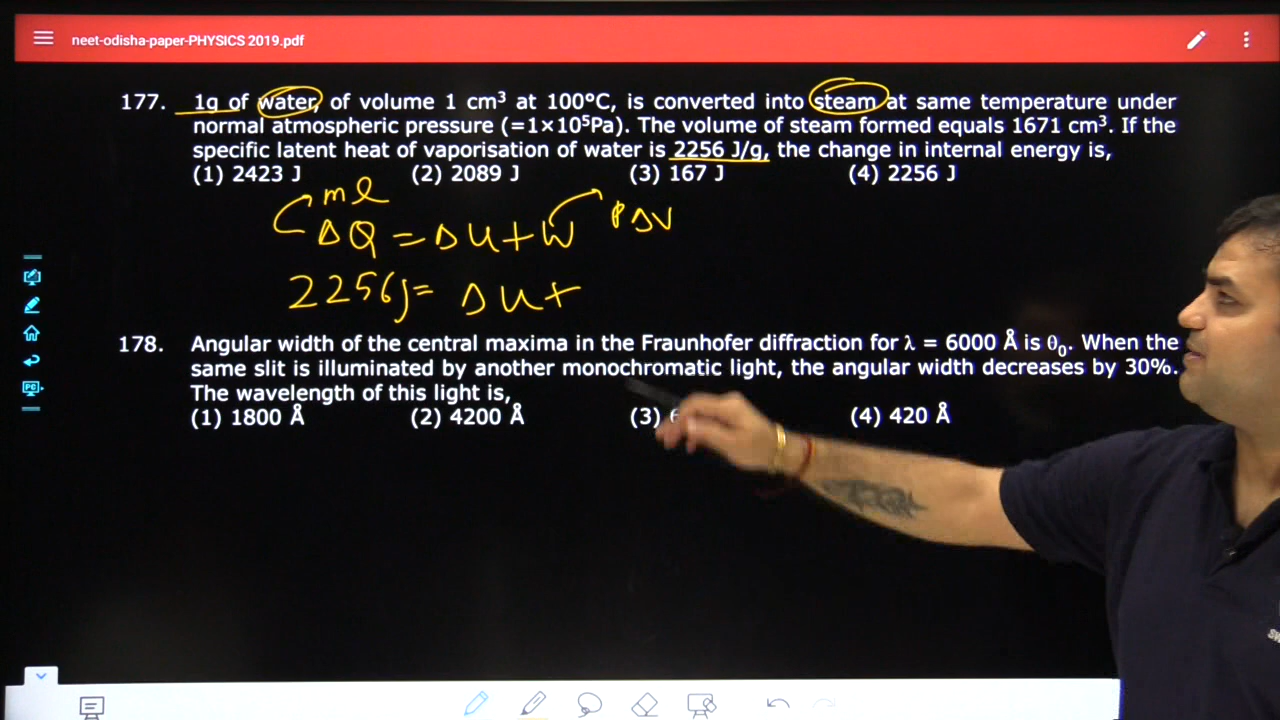 neet-odisha-paper-PHYSICS 2019.pdf
177. 1g of water, of volume 1 cm³ at 100°C, is converted into steam at same temperature under
normal atmospheric pressure (=1×10⁵Pa). The volume of steam formed equals 1671 cm³. If the
specific latent heat of vaporisation of water is 2256 J/g, the change in internal energy is,
(1) 2423 J (2) 2089 J (3) 167 J (4) 2256 J
ml
ΔQ = ΔU + W PΔV
2256J = ΔU +
178. Angular width of the central maxima in the Fraunhofer diffraction for λ = 6000 Å is θ₀. When the
same slit is illuminated by another monochromatic light, the angular width decreases by 30%.
The wavelength of this light is,
(1) 1800 Å (2) 4200 Å (3) (4) 420 Å
PC